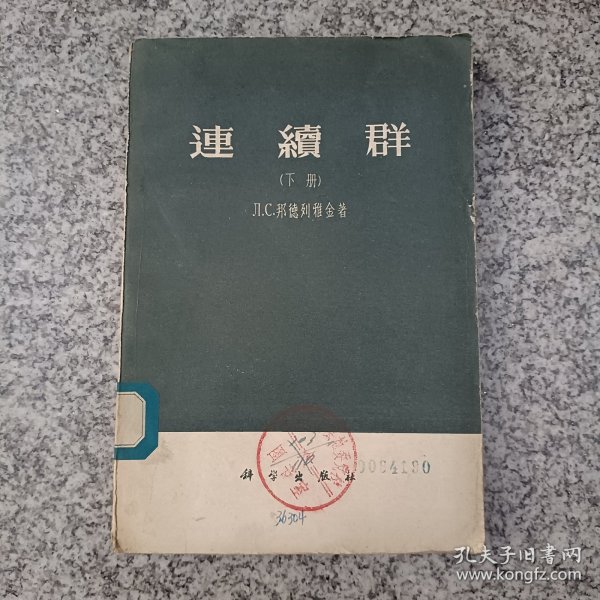 連續群
(下册)
Л.С.邦德列雅金著
科学出版社
0064180
36304
孔夫子旧书网
www.kongfz.com